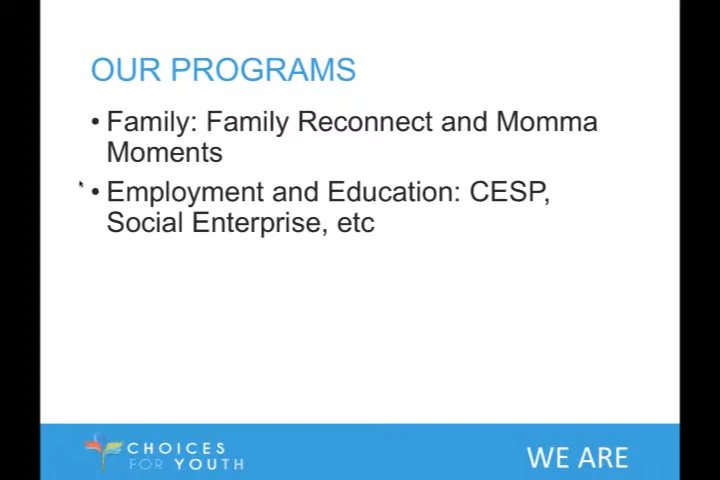 OUR PROGRAMS
• Family: Family Reconnect and Momma
Moments
• Employment and Education: CESP,
Social Enterprise, etc
CHOICES
FOR YOUTH
WE ARE